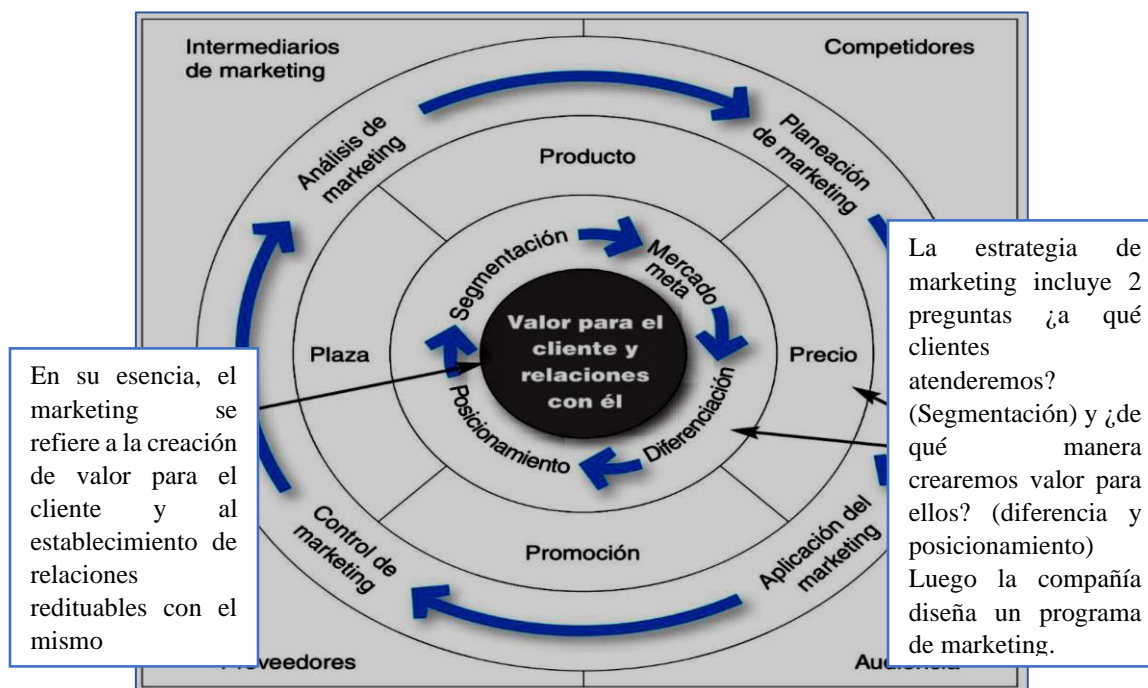 Intermediarios
de marketing
Competidores
Análisis de
marketing
Planeación
de marketing
Producto
Segmentación
Mercado
meta
Valor para el
cliente y
relaciones
con él
Plaza
Precio
Posicionamiento
Diferenciación
Control de
marketing
Promoción
Aplicación del
marketing
Proveedores
Audiencia
En su esencia, el
marketing se
refiere a la creación
de valor para el
cliente y al
establecimiento de
relaciones
redituables con el
mismo
La estrategia de
marketing incluye 2
preguntas ¿a qué
clientes
atenderemos?
(Segmentación) y ¿de
qué manera
crearemos valor para
ellos? (diferencia y
posicionamiento)
Luego la compañía
diseña un programa
de marketing.